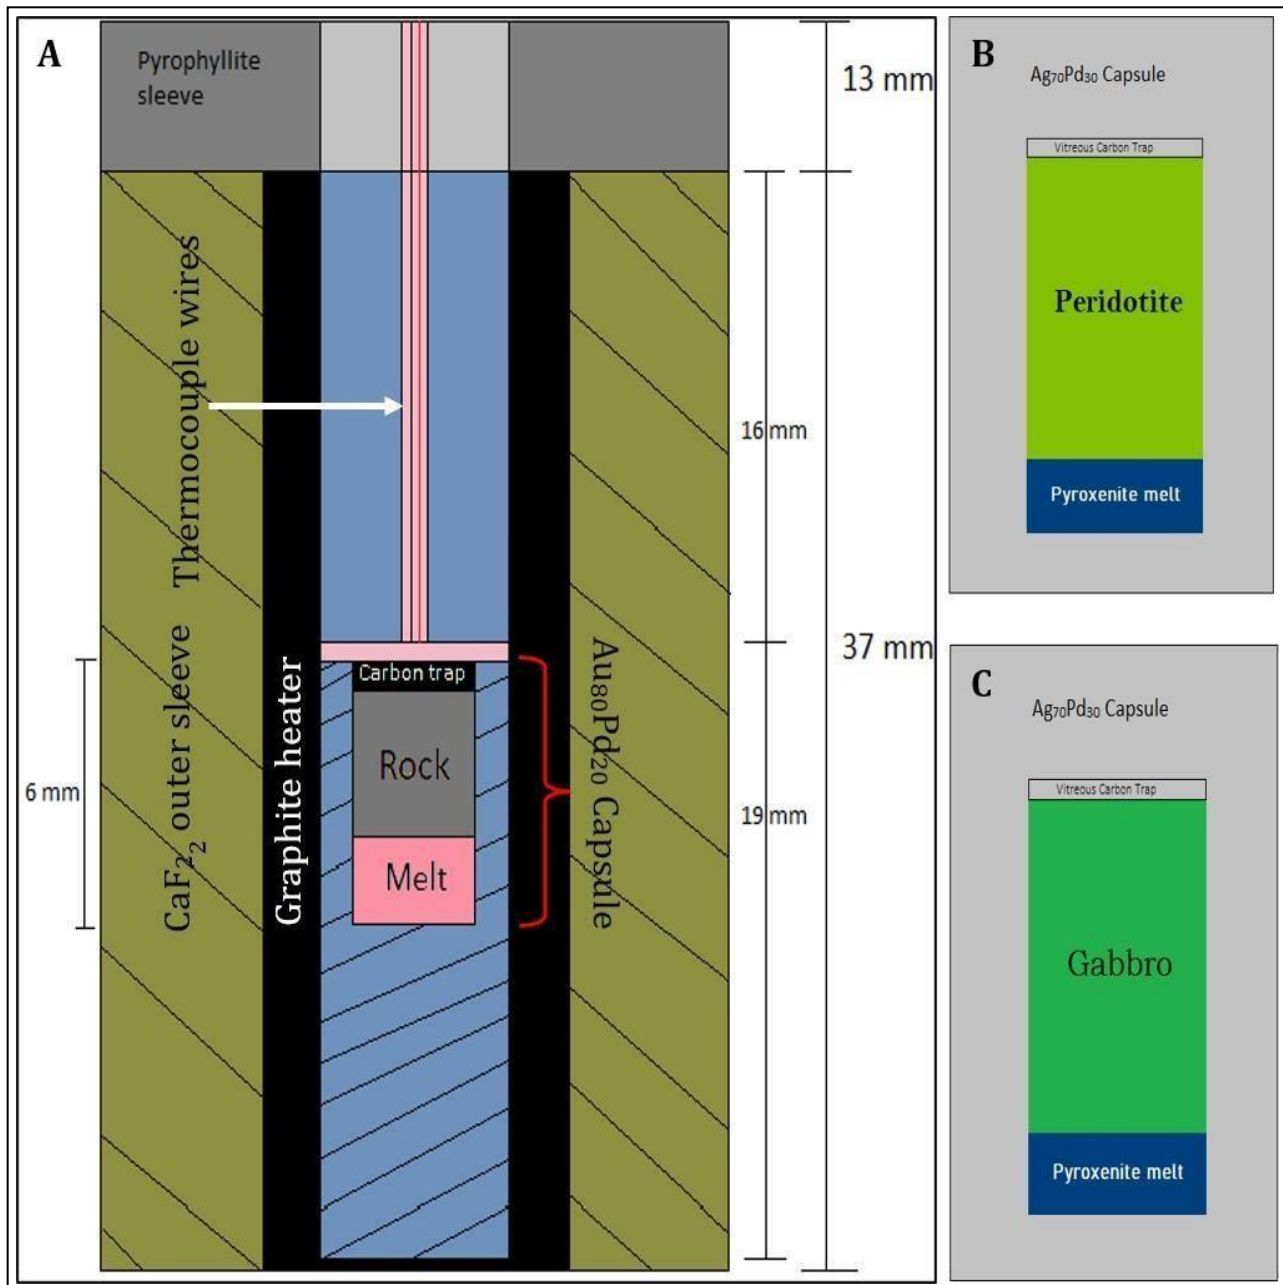 A
Pyrophyllite
sleeve
13 mm
Thermocouple wires
16 mm
37 mm
CaF²₂ outer sleeve
Graphite heater
Carbon trap
Rock
Melt
Au₈₀Pd₂₀ Capsule
6 mm
19 mm
B
Ag₇₀Pd₃₀ Capsule
Vitreous Carbon Trap
Peridotite
Pyroxenite melt
C
Ag₇₀Pd₃₀ Capsule
Vitreous Carbon Trap
Gabbro
Pyroxenite melt